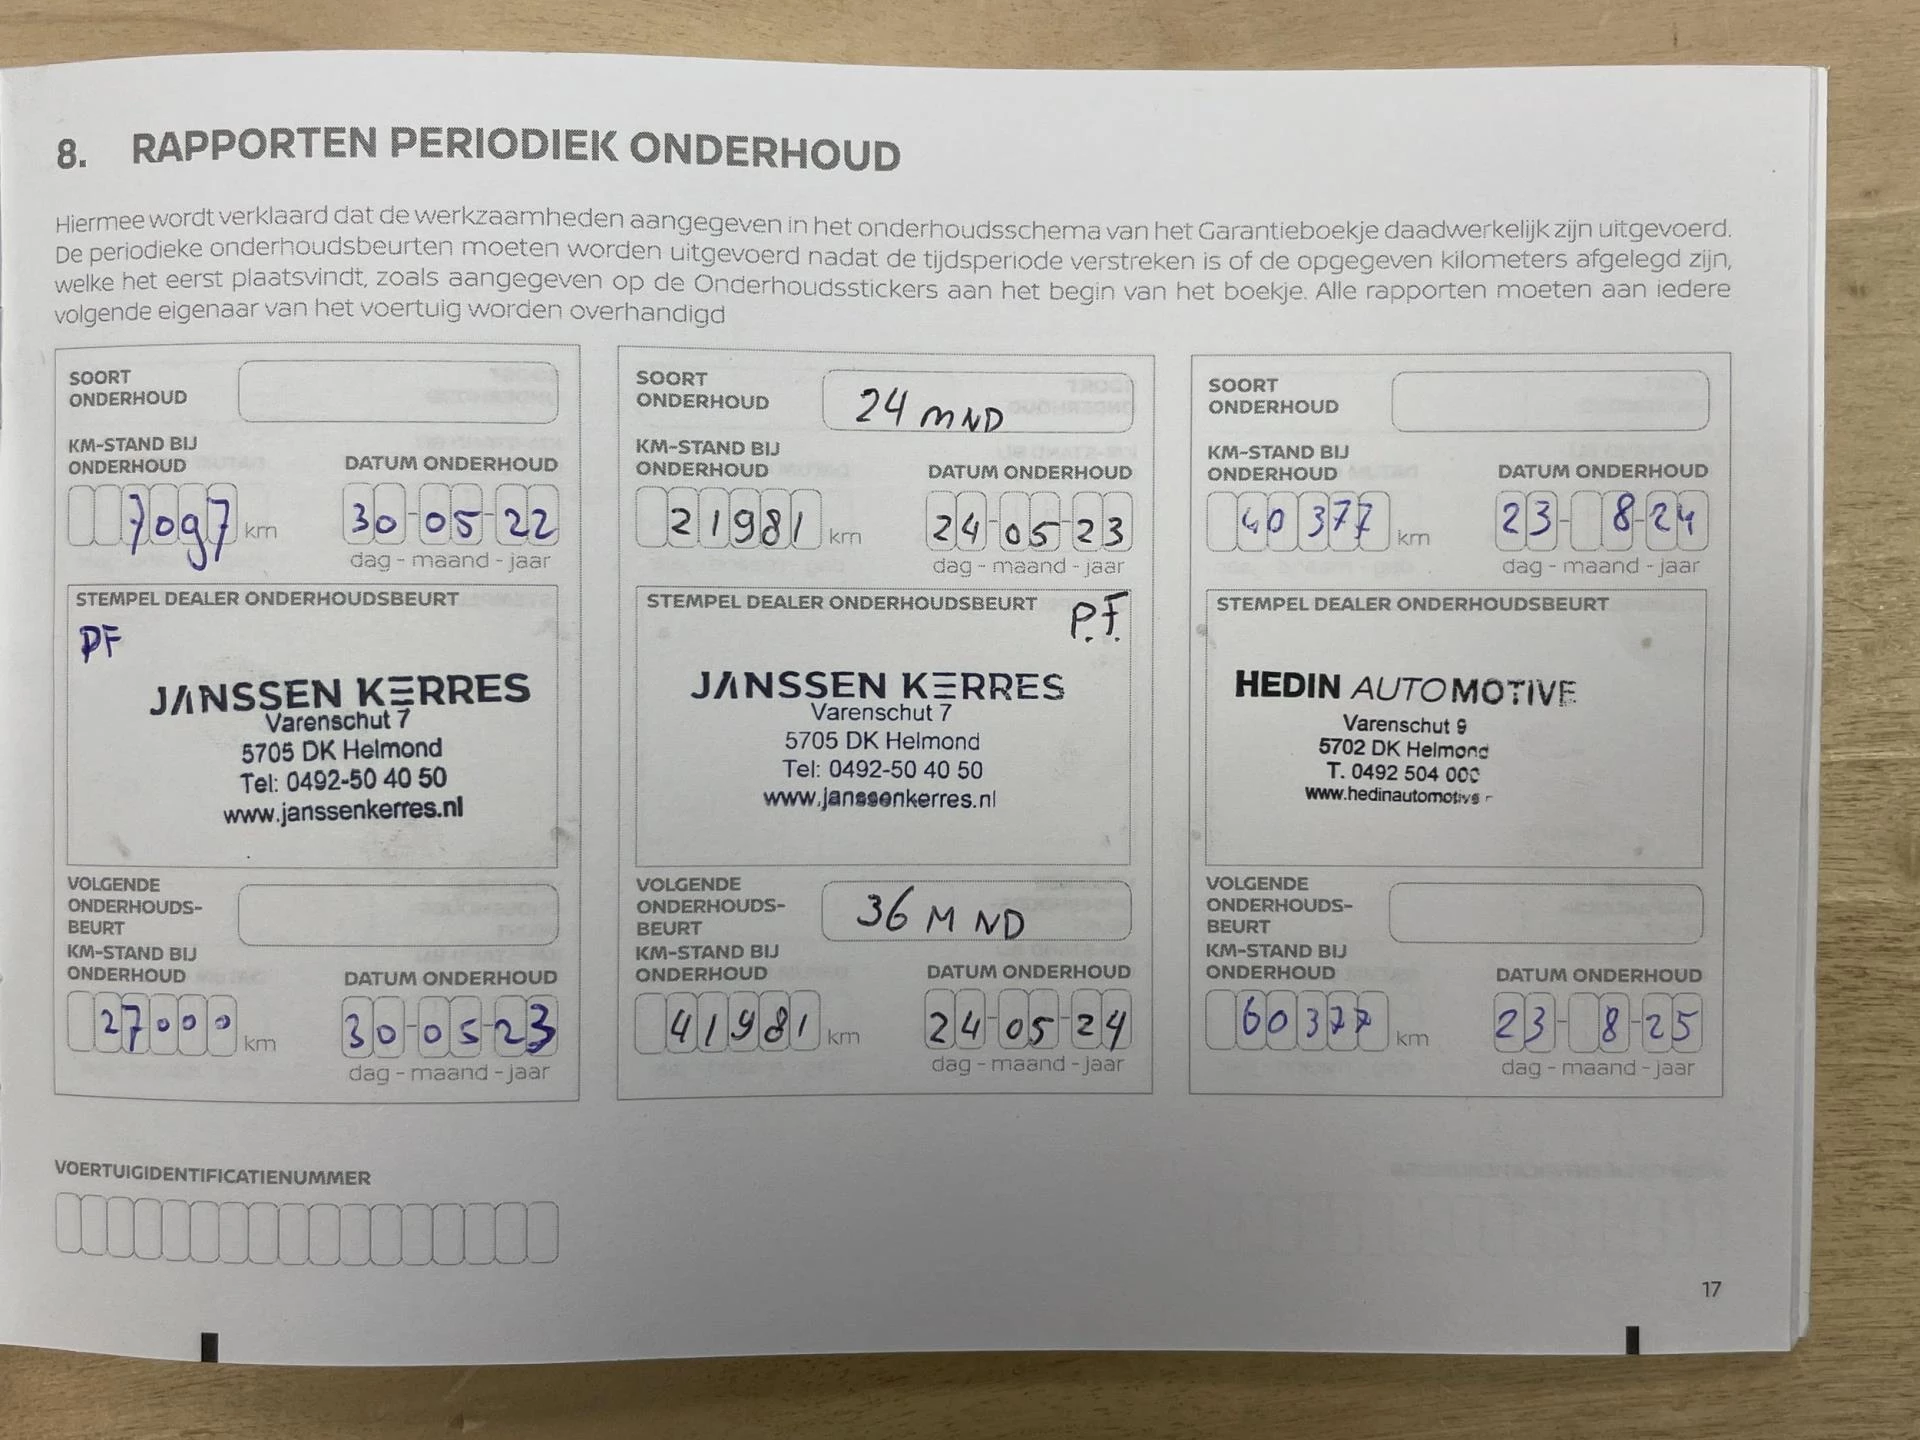 8. RAPPORTEN PERIODIEK ONDERHOUD
Hiermee wordt verklaard dat de werkzaamheden aangegeven in het onderhoudsschema van het Garantieboekje daadwerkelijk zijn uitgevoerd.
De periodieke onderhoudsbeurten moeten worden uitgevoerd nadat de tijdsperiode verstreken is of de opgegeven kilometers afgelegd zijn,
welke het eerst plaatsvindt, zoals aangegeven op de Onderhoudsstickers aan het begin van het boekje. Alle rapporten moeten aan iedere
volgende eigenaar van het voertuig worden overhandigd
SOORT
ONDERHOUD
KM-STAND BIJ
ONDERHOUD
DATUM ONDERHOUD
7097 km
30-05-22
dag - maand - jaar
STEMPEL DEALER ONDERHOUDSBEURT
PF
JANSSEN KERRES
Varenschut 7
5705 DK Helmond
Tel: 0492-50 40 50
www.janssenkerres.nl
VOLGENDE
ONDERHOUDS-
BEURT
KM-STAND BIJ
ONDERHOUD
DATUM ONDERHOUD
27000 km
30-05-23
dag - maand - jaar
SOORT
ONDERHOUD
24 MND
KM-STAND BIJ
ONDERHOUD
DATUM ONDERHOUD
21981 km
24-05-23
dag - maand - jaar
STEMPEL DEALER ONDERHOUDSBEURT
P.F.
JANSSEN KERRES
Varenschut 7
5705 DK Helmond
Tel: 0492-50 40 50
www.janssenkerres.nl
VOLGENDE
ONDERHOUDS-
BEURT
36 MND
KM-STAND BIJ
ONDERHOUD
DATUM ONDERHOUD
41981 km
24-05-24
dag - maand - jaar
SOORT
ONDERHOUD
KM-STAND BIJ
ONDERHOUD
DATUM ONDERHOUD
40377 km
23-8-24
dag - maand - jaar
STEMPEL DEALER ONDERHOUDSBEURT
HEDIN AUTOMOTIVE
Varenschut 9
5702 DK Helmond
T. 0492 504 000
www.hedinautomotive
VOLGENDE
ONDERHOUDS-
BEURT
KM-STAND BIJ
ONDERHOUD
DATUM ONDERHOUD
60377 km
23-8-25
dag - maand - jaar
VOERTUIGIDENTIFICATIENUMMER
17